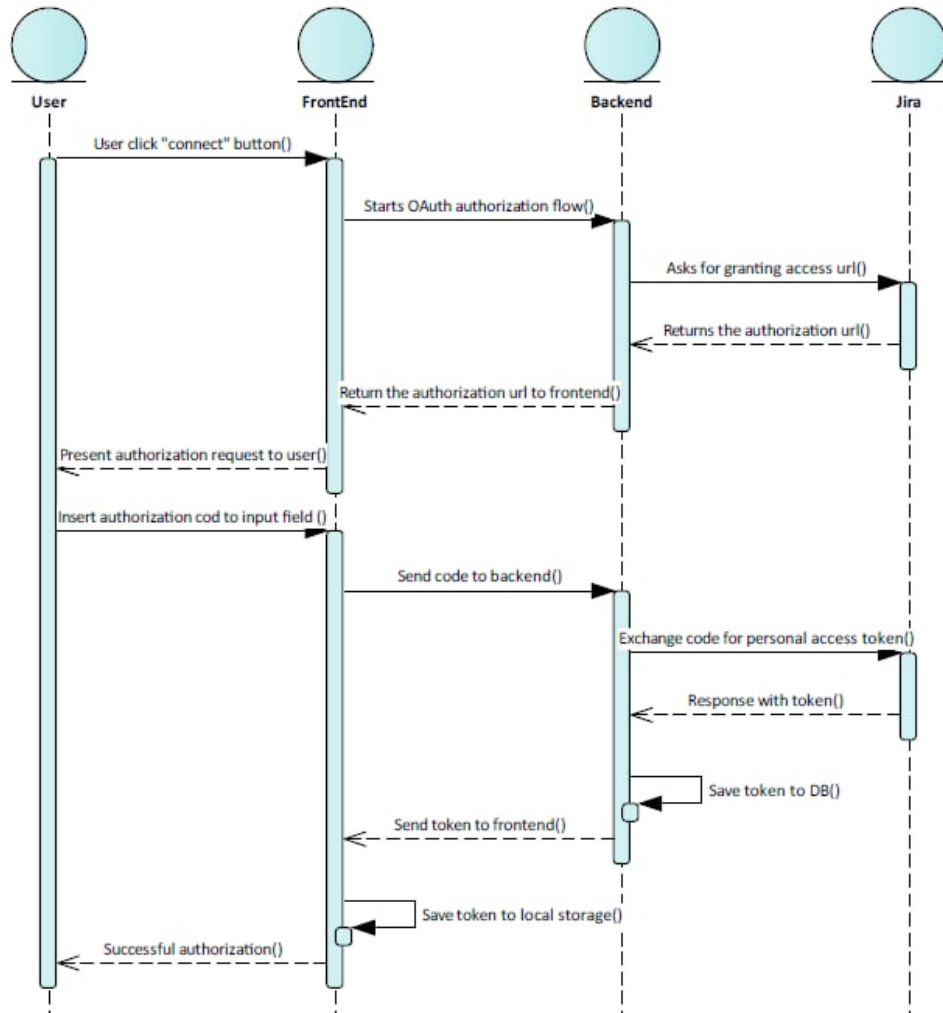 User
FrontEnd
Backend
Jira
User click "connect" button()
Starts OAuth authorization flow()
Asks for granting access url()
Returns the authorization url()
Return the authorization url to frontend()
Present authorization request to user()
Insert authorization cod to input field ()
Send code to backend()
Exchange code for personal access token()
Response with token()
Save token to DB()
Send token to frontend()
Save token to local storage()
Successful authorization()